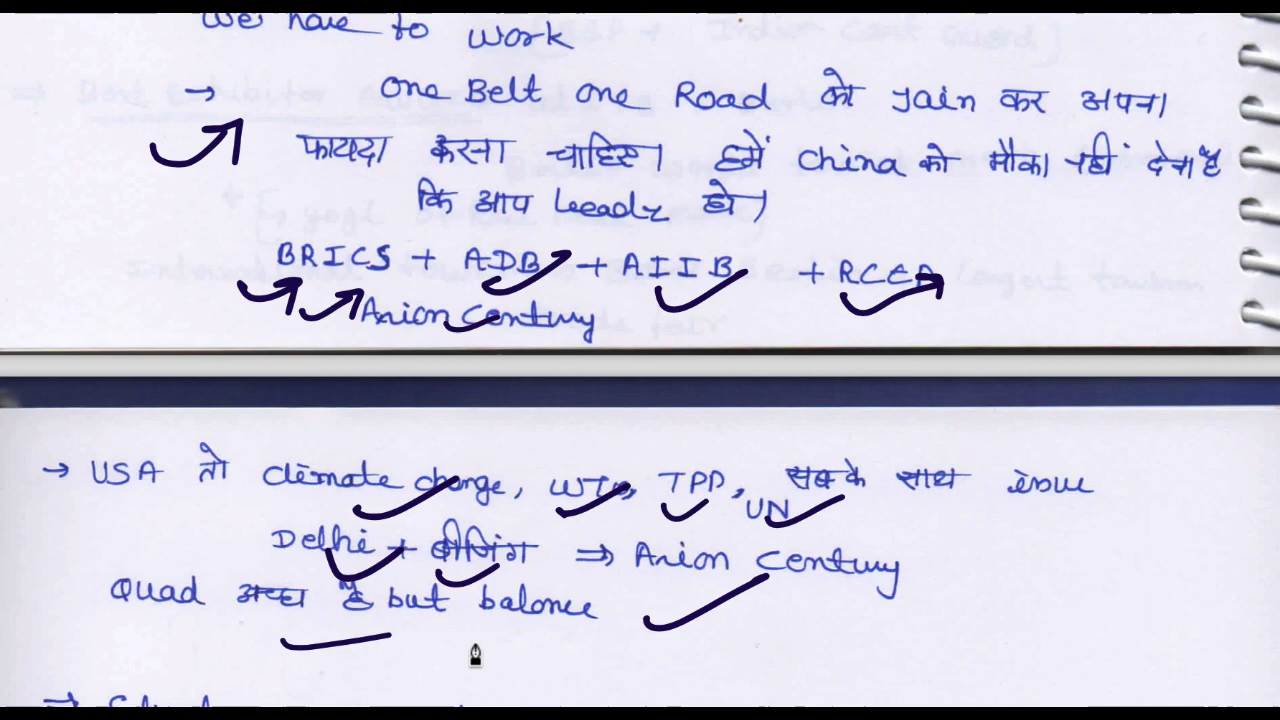 We have to work
→ One Belt one Road को Join कर अपना
फायदा करना चाहिए। हमें China को मौका नहीं देना है
कि आप Leader हो।
BRICS + ADB + AIIB + RCEP
Asian Century
→ USA तो climate change, WTO, TPP, UN सबके साथ issue
Delhi + बीजिंग ⇒ Asian Century
Quad अच्छा है but balance